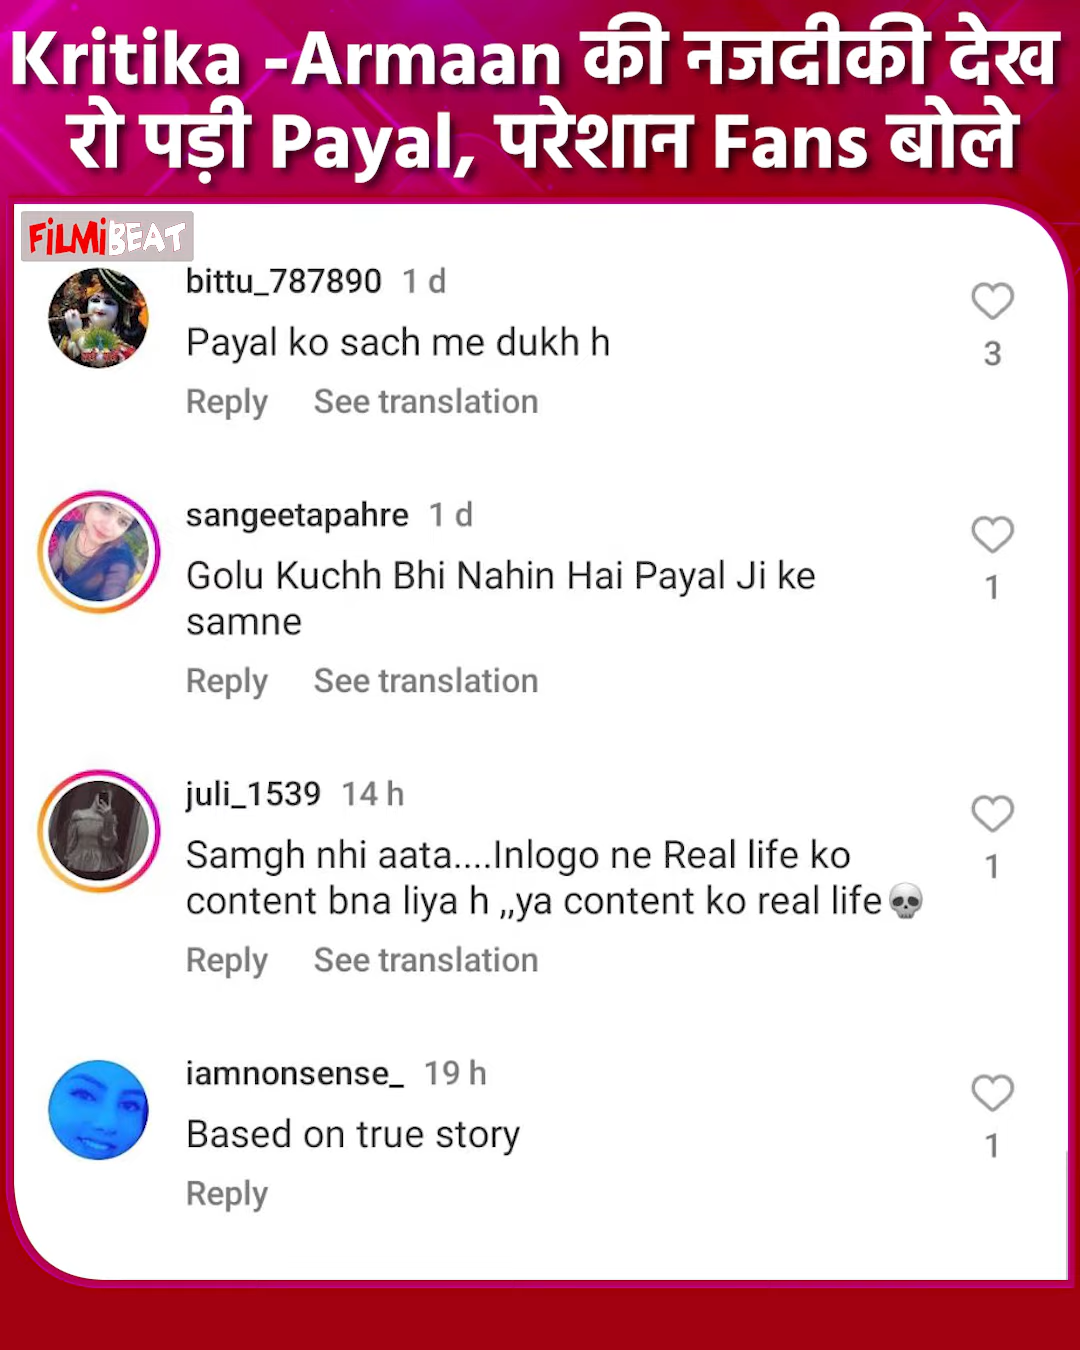 Kritika -Armaan की नजदीकी देख
रो पड़ी Payal, परेशान Fans बोले
FiLMiBEAT
bittu_787890 1 d
Payal ko sach me dukh h
3
Reply See translation
sangeetapahre 1 d
Golu Kuchh Bhi Nahin Hai Payal Ji ke
samne
1
Reply See translation
juli_1539 14 h
Samgh nhi aata....Inlogo ne Real life ko
content bna liya h ,,ya content ko real life💀
1
Reply See translation
iamnonsense_ 19 h
Based on true story
1
Reply